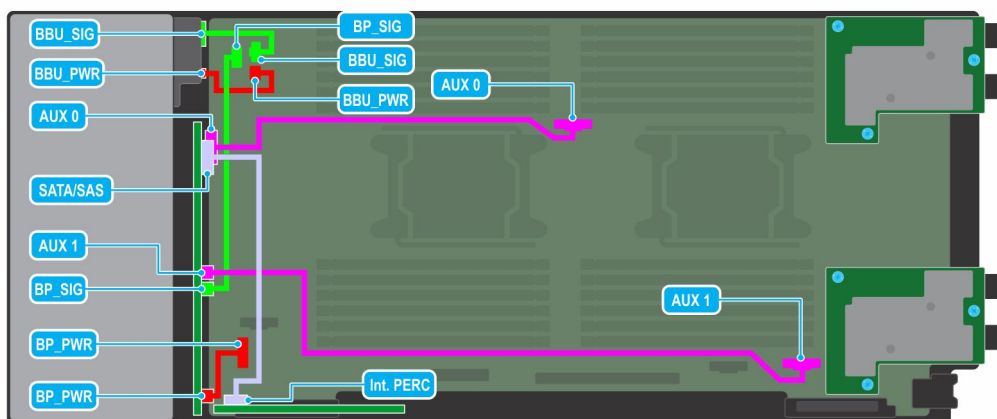 BBU_SIG
BP_SIG
BBU_SIG
BBU_PWR
BBU_PWR
AUX 0
AUX 0
SATA/SAS
AUX 1
BP_SIG
AUX 1
BP_PWR
Int. PERC
BP_PWR